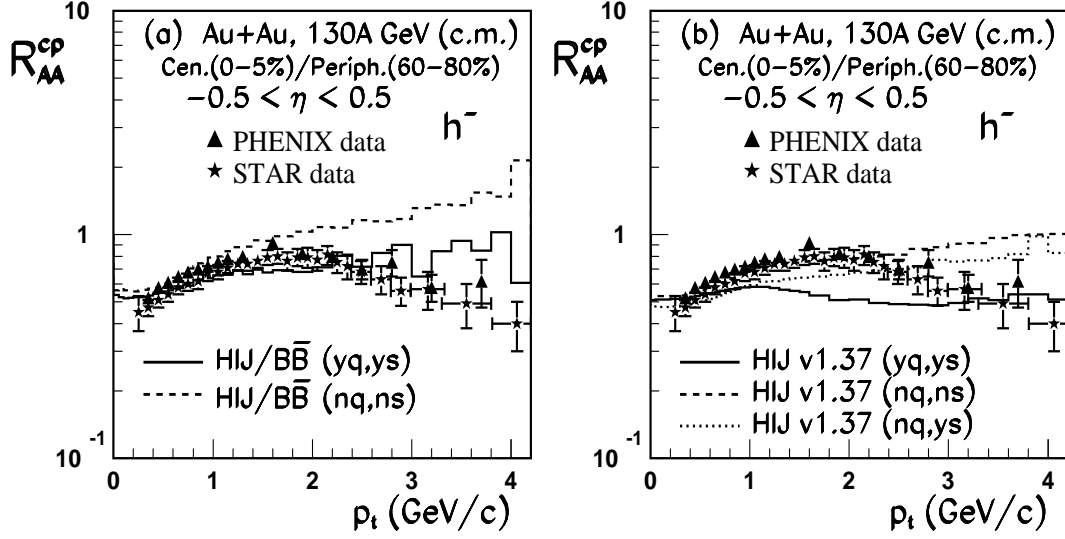 10
1
10⁻¹
R_AA^cp
(a) Au+Au, 130A GeV (c.m.)
Cen.(0−5%)/Periph.(60−80%)
−0.5 < η < 0.5
h⁻
▲ PHENIX data
★ STAR data
HIJ/BB̅ (yq,ys)
HIJ/BB̅ (nq,ns)
0 1 2 3 4
p_t (GeV/c)
10
1
10⁻¹
R_AA^cp
(b) Au+Au, 130A GeV (c.m.)
Cen.(0−5%)/Periph.(60−80%)
−0.5 < η < 0.5
h⁻
▲ PHENIX data
★ STAR data
HIJ v1.37 (yq,ys)
HIJ v1.37 (nq,ns)
HIJ v1.37 (nq,ys)
0 1 2 3 4
p_t (GeV/c)